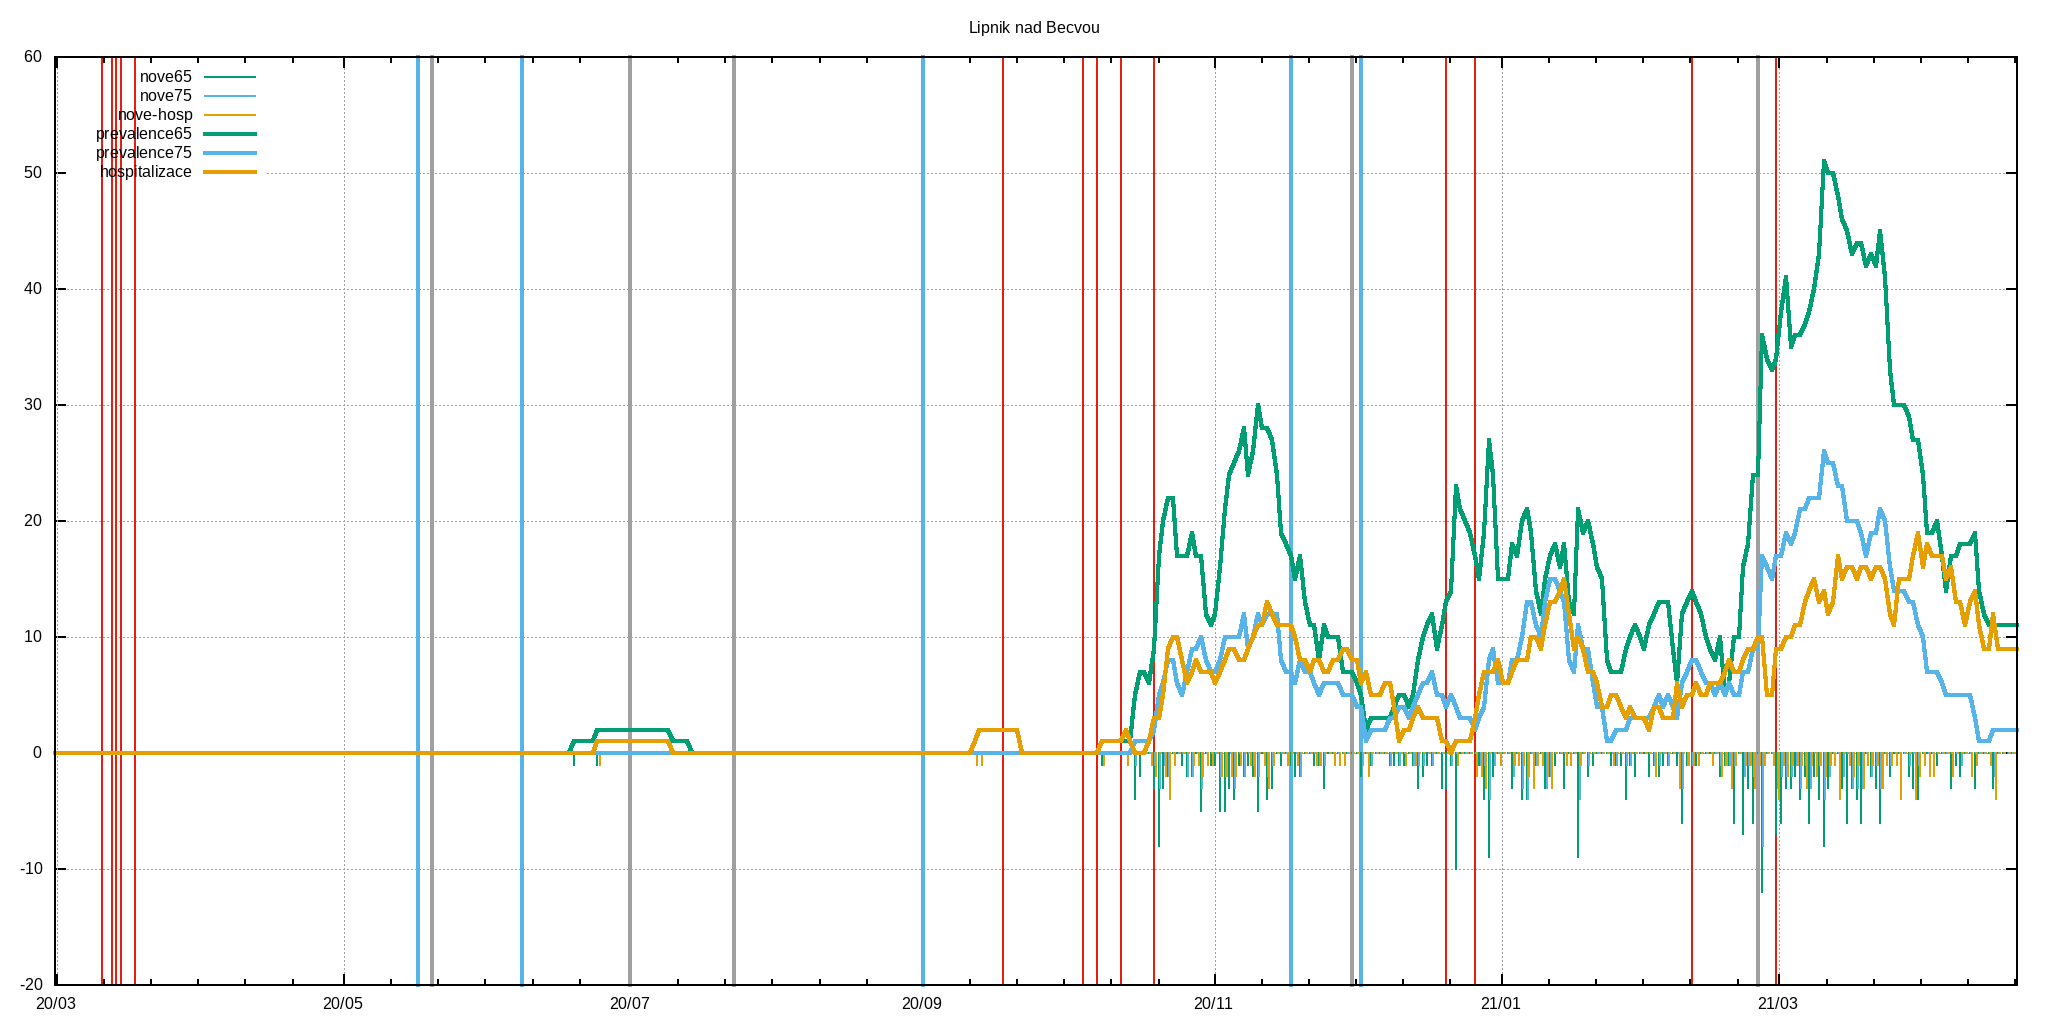 Lipnik nad Becvou
60
50
40
30
20
10
0
-10
-20
nove65
nove75
nove-hosp
prevalence65
prevalence75
hospitalizace
20/03 20/05 20/07 20/09 20/11 21/01 21/03